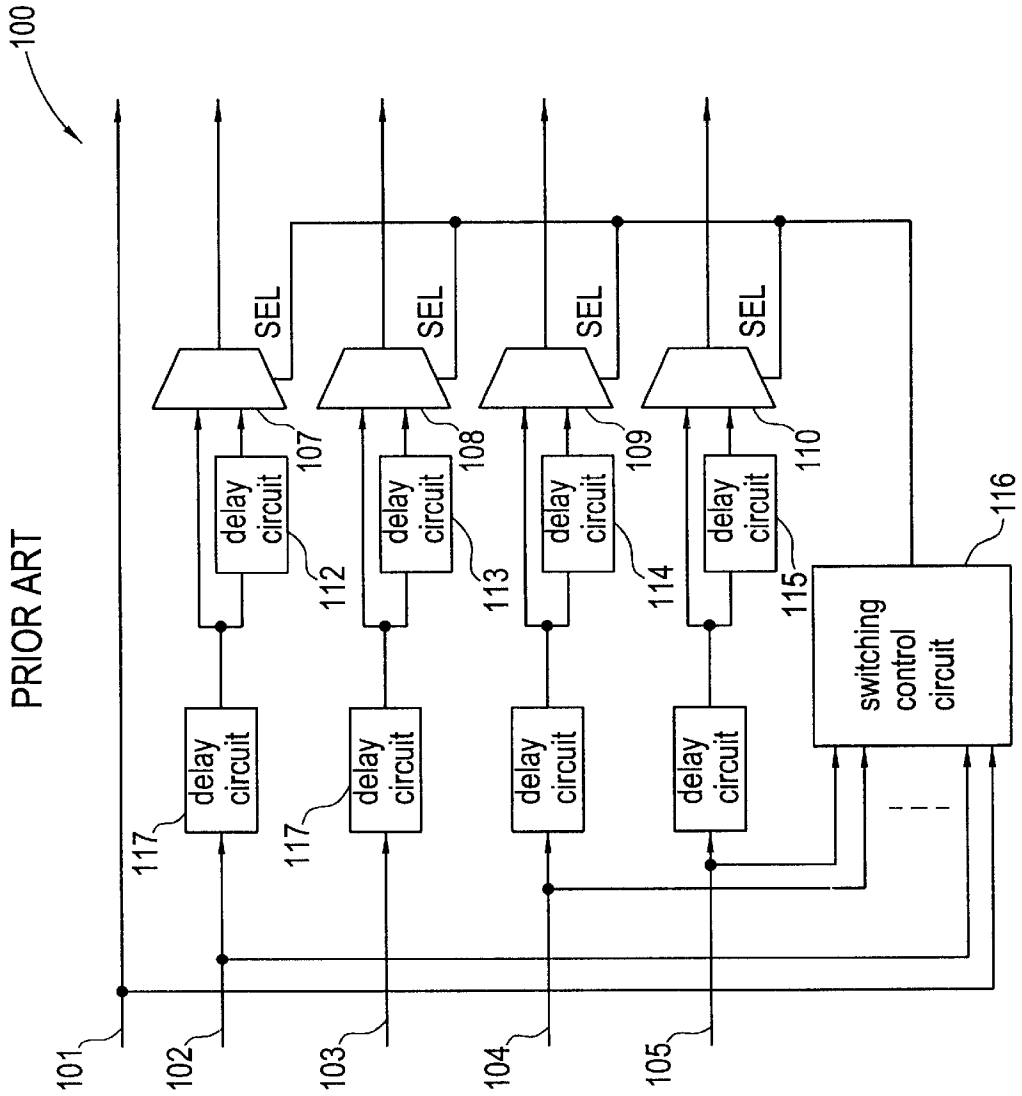 PRIOR ART
100
101
117
delay
circuit
delay
circuit
112
107
SEL
102
117
delay
circuit
delay
circuit
113
108
SEL
103
delay
circuit
delay
circuit
114
109
SEL
104
delay
circuit
delay
circuit
115
110
SEL
105
switching
control
circuit
116